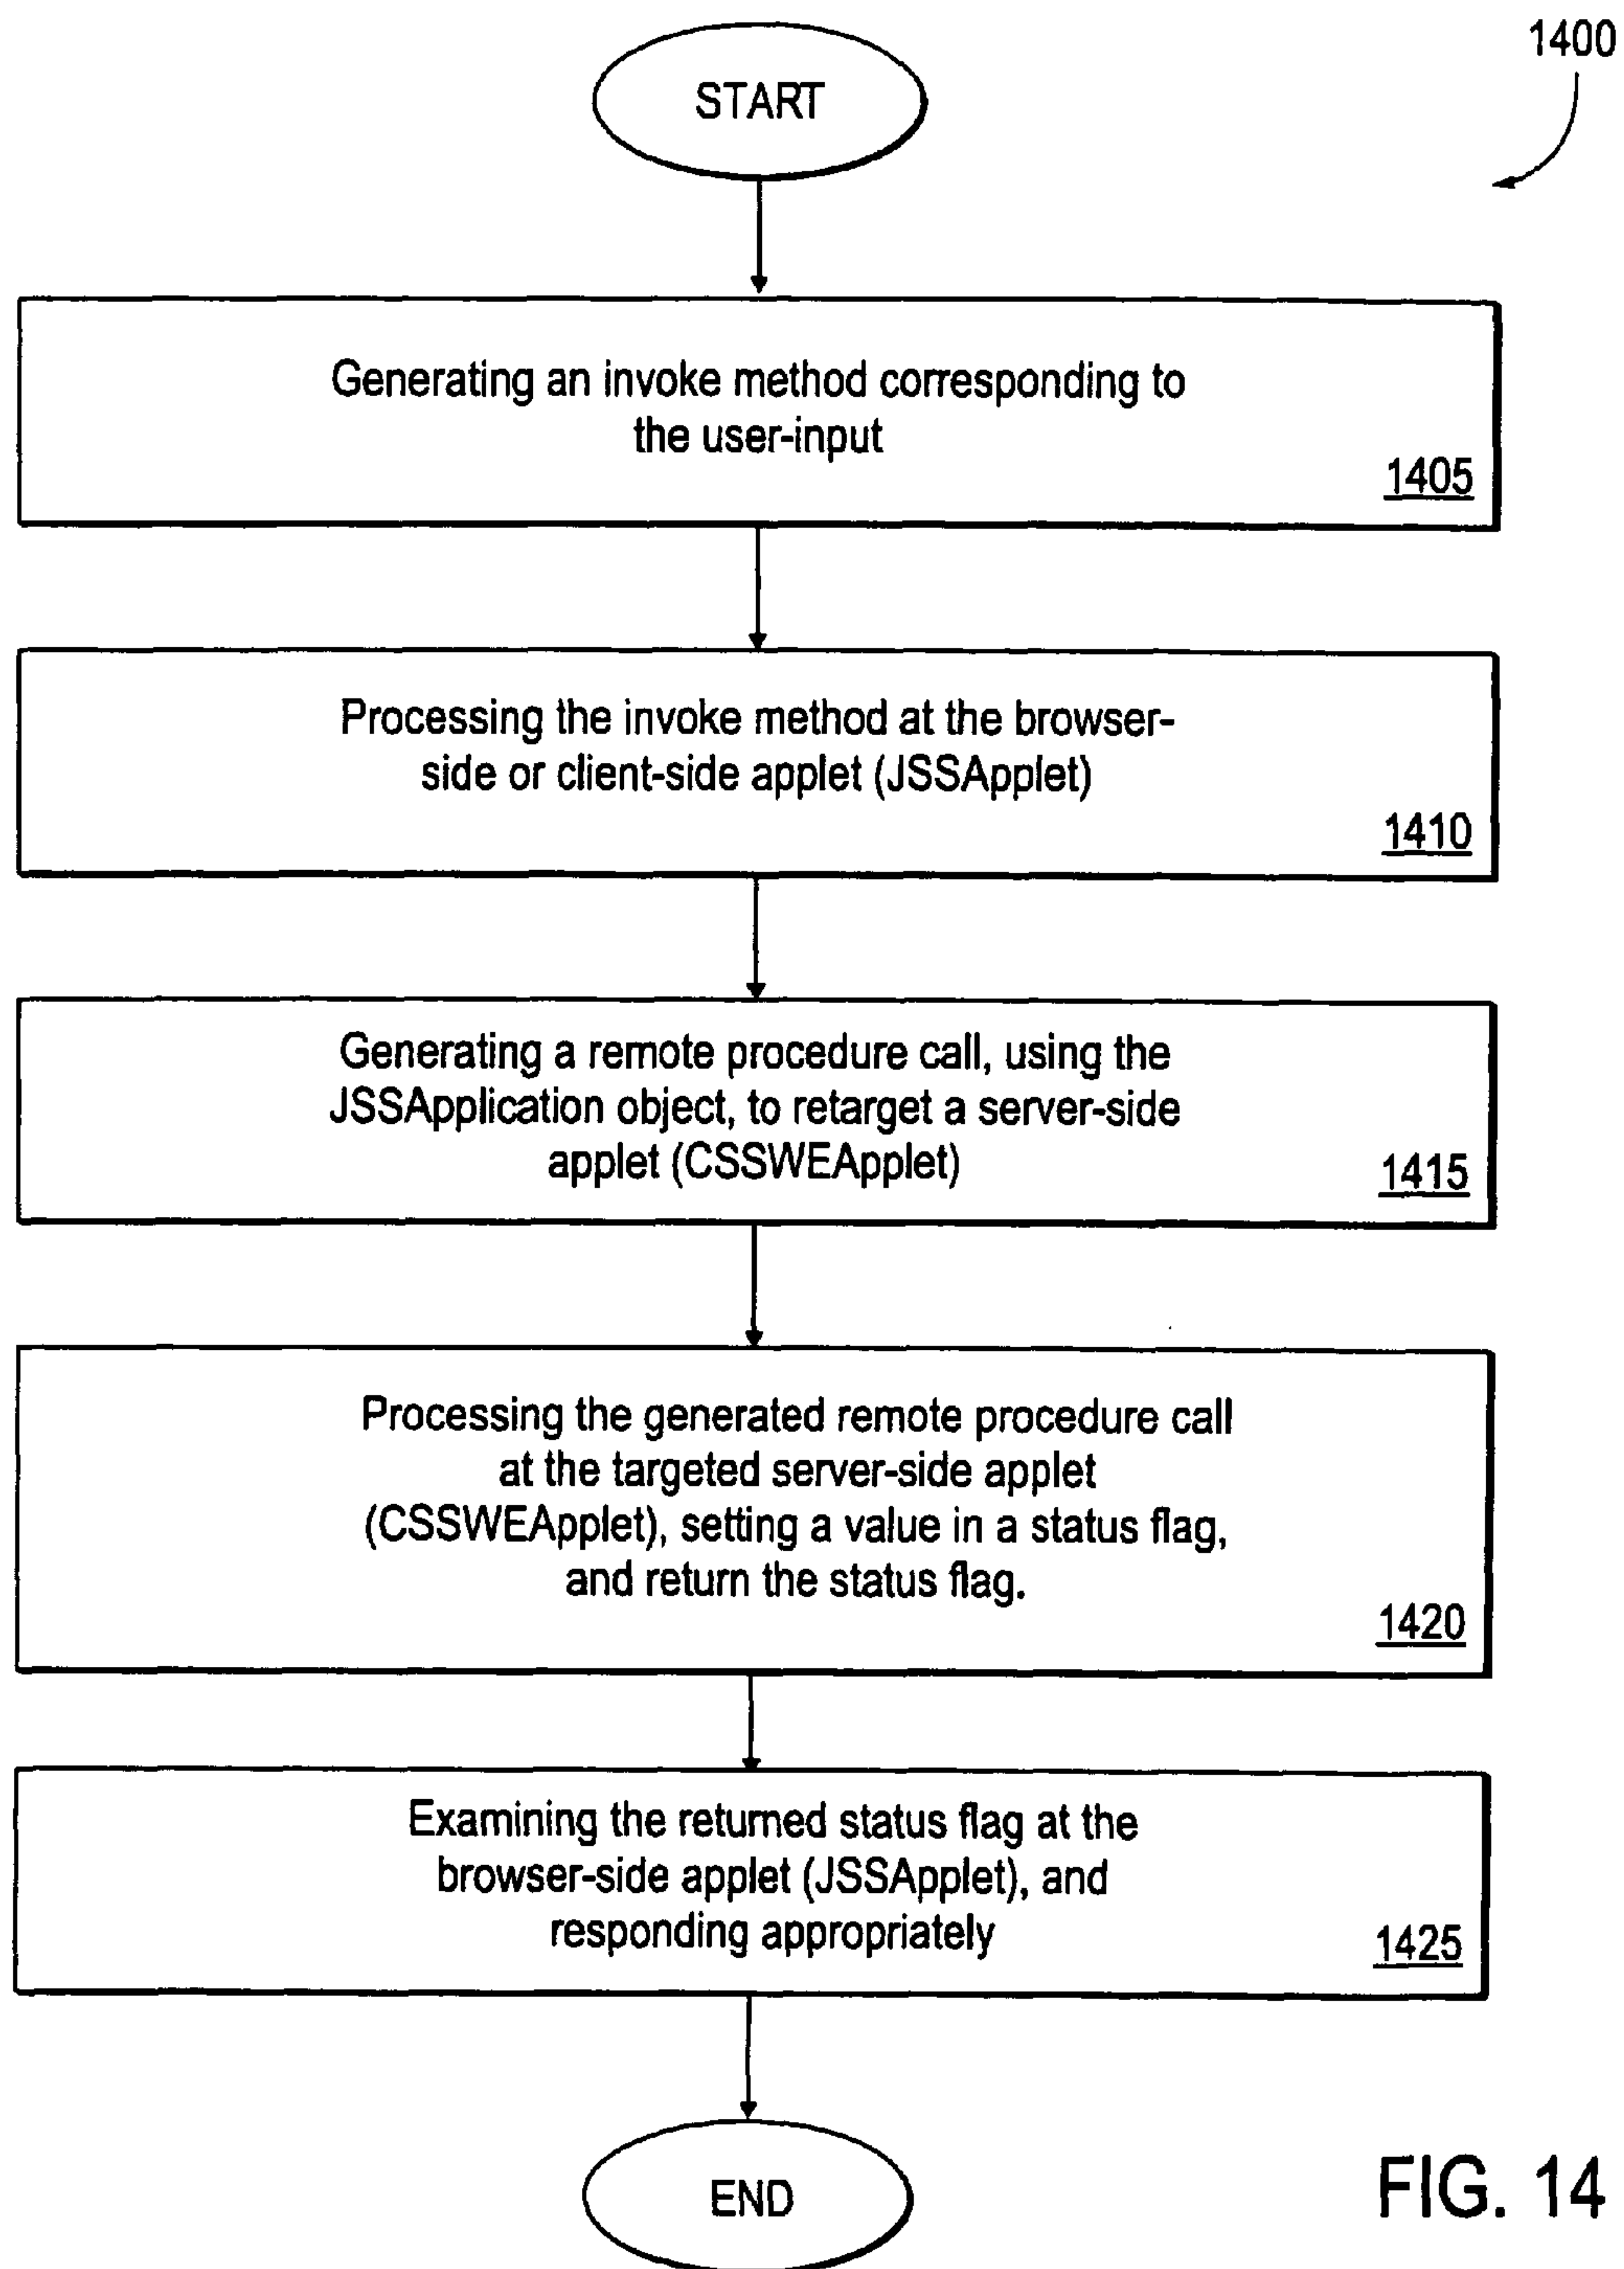 1400
START
Generating an invoke method corresponding to
the user-input
1405
Processing the invoke method at the browser-
side or client-side applet (JSSApplet)
1410
Generating a remote procedure call, using the
JSSApplication object, to retarget a server-side
applet (CSSWEApplet)
1415
Processing the generated remote procedure call
at the targeted server-side applet
(CSSWEApplet), setting a value in a status flag,
and return the status flag.
1420
Examining the returned status flag at the
browser-side applet (JSSApplet), and
responding appropriately
1425
END
FIG. 14